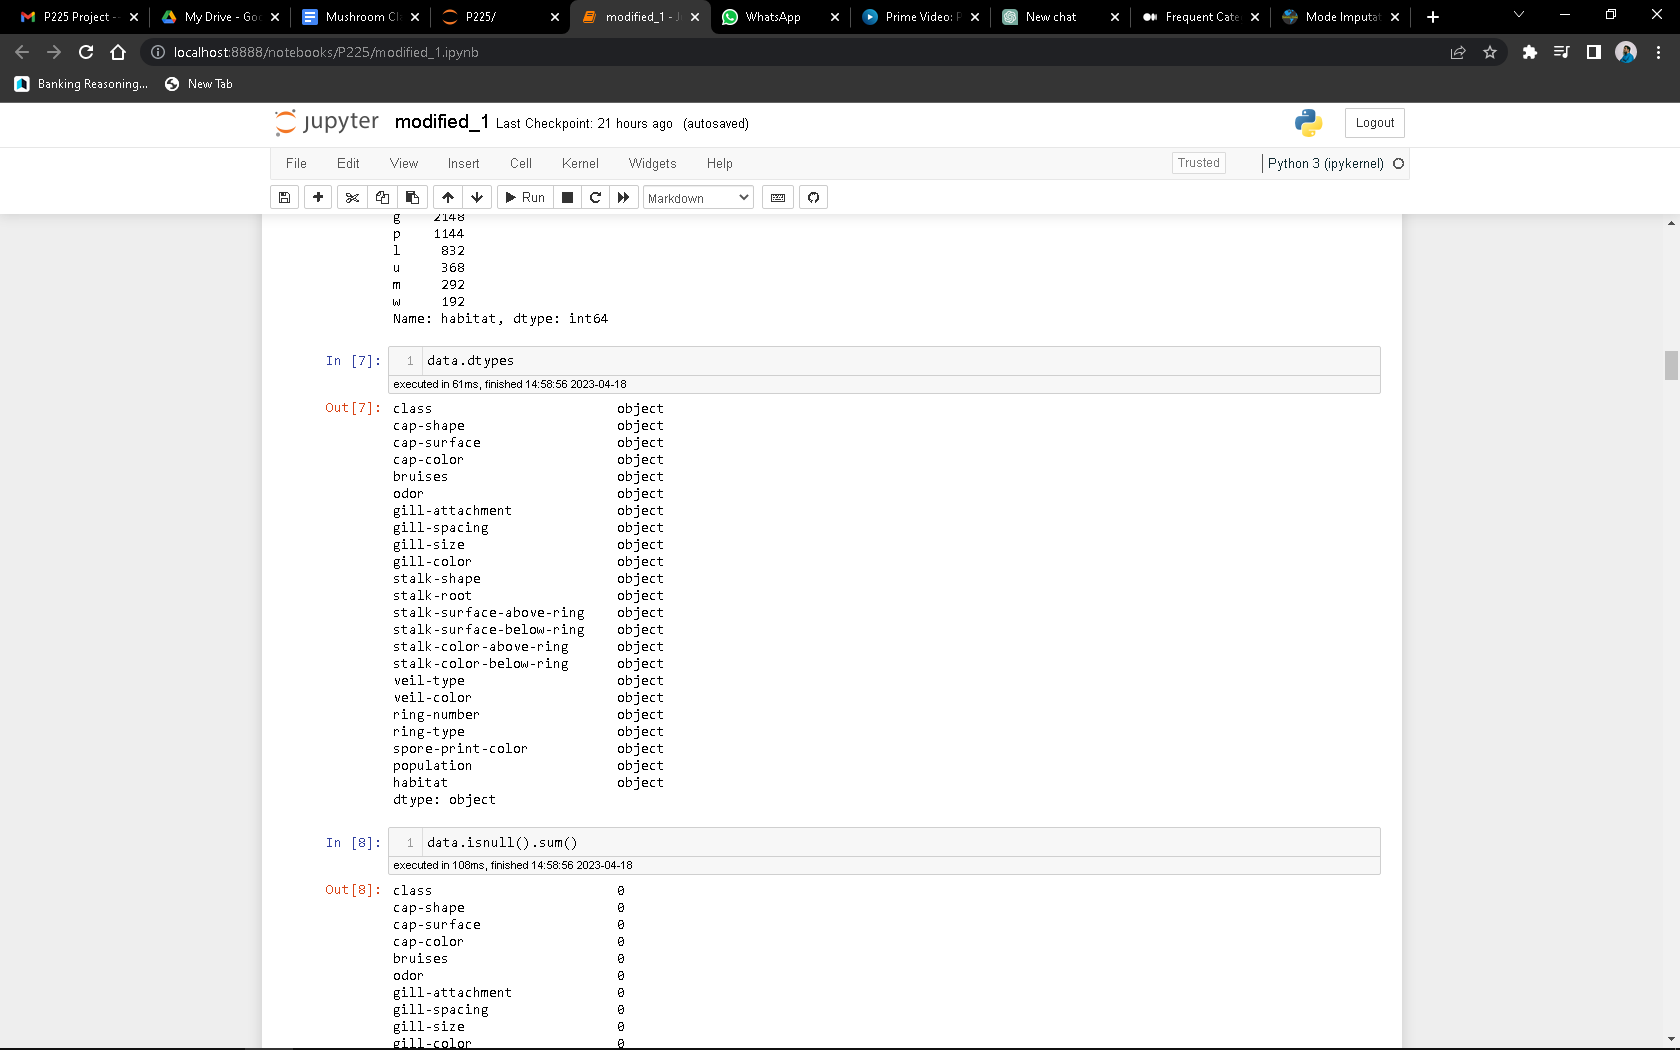 P225 Project -
My Drive - Goo
Mushroom Cl
P225/
modified_1 - J
WhatsApp
Prime Video: P
New chat
Frequent Cate
Mode Imputat
localhost:8888/notebooks/P225/modified_1.ipynb
Banking Reasoning...
New Tab
jupyter modified_1 Last Checkpoint: 21 hours ago (autosaved)
Logout
File Edit View Insert Cell Kernel Widgets Help
Trusted
Python 3 (ipykernel)
Run
Markdown
g 2148
p 1144
l 832
u 368
m 292
w 192
Name: habitat, dtype: int64
In [7]: 1 data.dtypes
executed in 61ms, finished 14:58:56 2023-04-18
Out[7]: class object
cap-shape object
cap-surface object
cap-color object
bruises object
odor object
gill-attachment object
gill-spacing object
gill-size object
gill-color object
stalk-shape object
stalk-root object
stalk-surface-above-ring object
stalk-surface-below-ring object
stalk-color-above-ring object
stalk-color-below-ring object
veil-type object
veil-color object
ring-number object
ring-type object
spore-print-color object
population object
habitat object
dtype: object
In [8]: 1 data.isnull().sum()
executed in 108ms, finished 14:58:56 2023-04-18
Out[8]: class 0
cap-shape 0
cap-surface 0
cap-color 0
bruises 0
odor 0
gill-attachment 0
gill-spacing 0
gill-size 0
gill-color 0